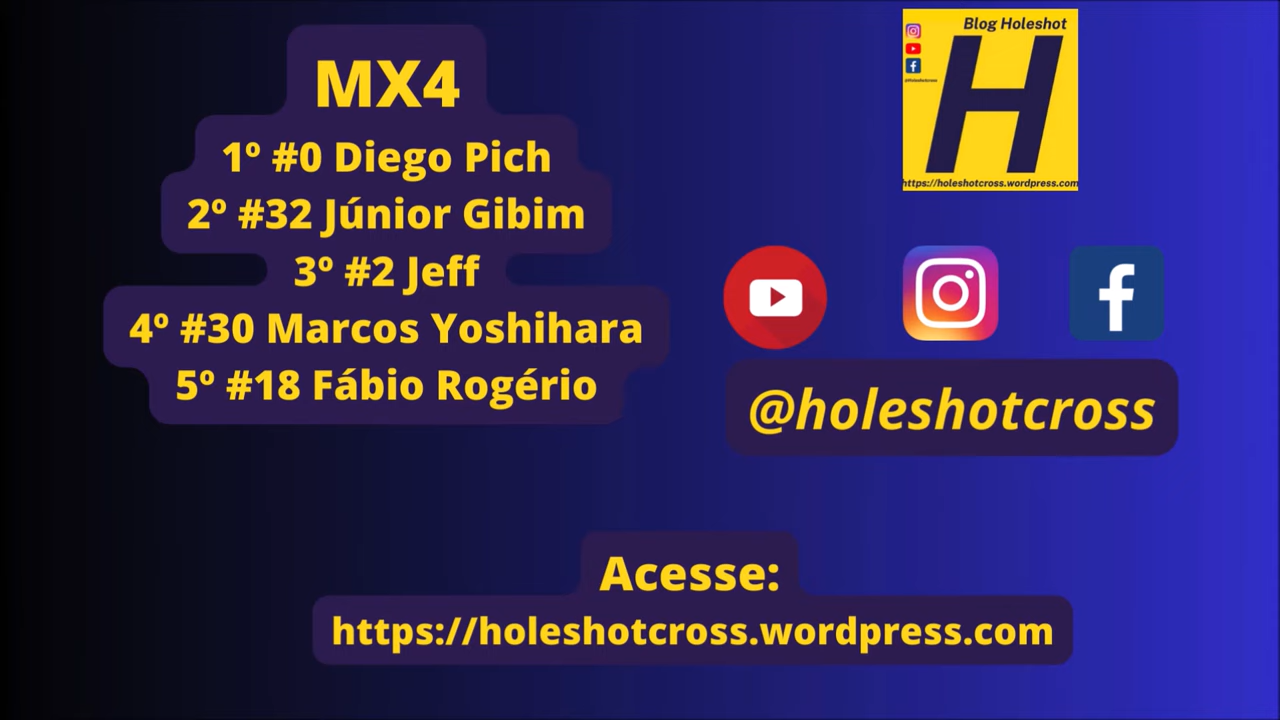 MX4
1º #0 Diego Pich
2º #32 Júnior Gibim
3º #2 Jeff
4º #30 Marcos Yoshihara
5º #18 Fábio Rogério
Blog Holeshot
@holeshotcross
H
https://holeshotcross.wordpress.com
@holeshotcross
Acesse:
https://holeshotcross.wordpress.com